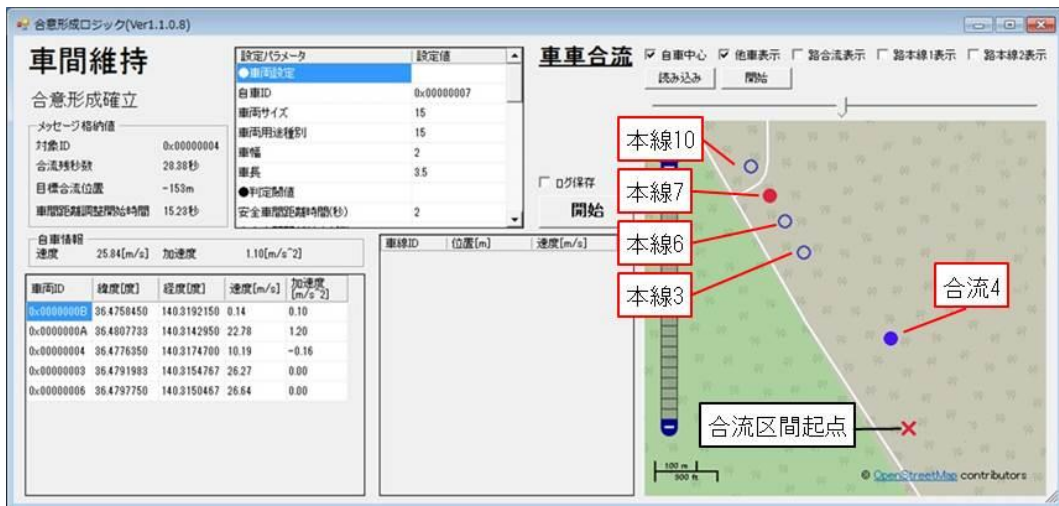 合意形成ロジック(Ver1.1.0.8)
車間維持
合意形成確立
メッセージ格納値
対象ID 0x00000004
合流残秒数 28.38秒
目標合流位置 -153m
車間距離調整開始時間 15.23秒
設定パラメータ 設定値
●車両設定
自車ID 0x00000007
車両サイズ 15
車両用途種別 15
車幅 2
車長 3.5
●判定閾値
安全車間距離時間(秒) 2
車車合流
自車中心 他車表示 路合流表示 路本線1表示 路本線2表示
読み込み 開始
ログ保存
開始
自車情報
速度 25.84[m/s] 加速度 1.10[m/s^2]
車両ID 緯度[度] 経度[度] 速度[m/s] 加速度[m/s^2]
0x0000000B 36.4758450 140.3192150 0.14 0.10
0x0000000A 36.4807733 140.3142950 22.78 1.20
0x00000004 36.4776350 140.3174700 10.19 -0.16
0x00000003 36.4791983 140.3154767 26.27 0.00
0x00000006 36.4797750 140.3150467 26.64 0.00
車線ID 位置[m] 速度[m/s]
本線10
本線7
本線6
本線3
合流4
合流区間起点
100 m
300 ft
© OpenStreetMap contributors